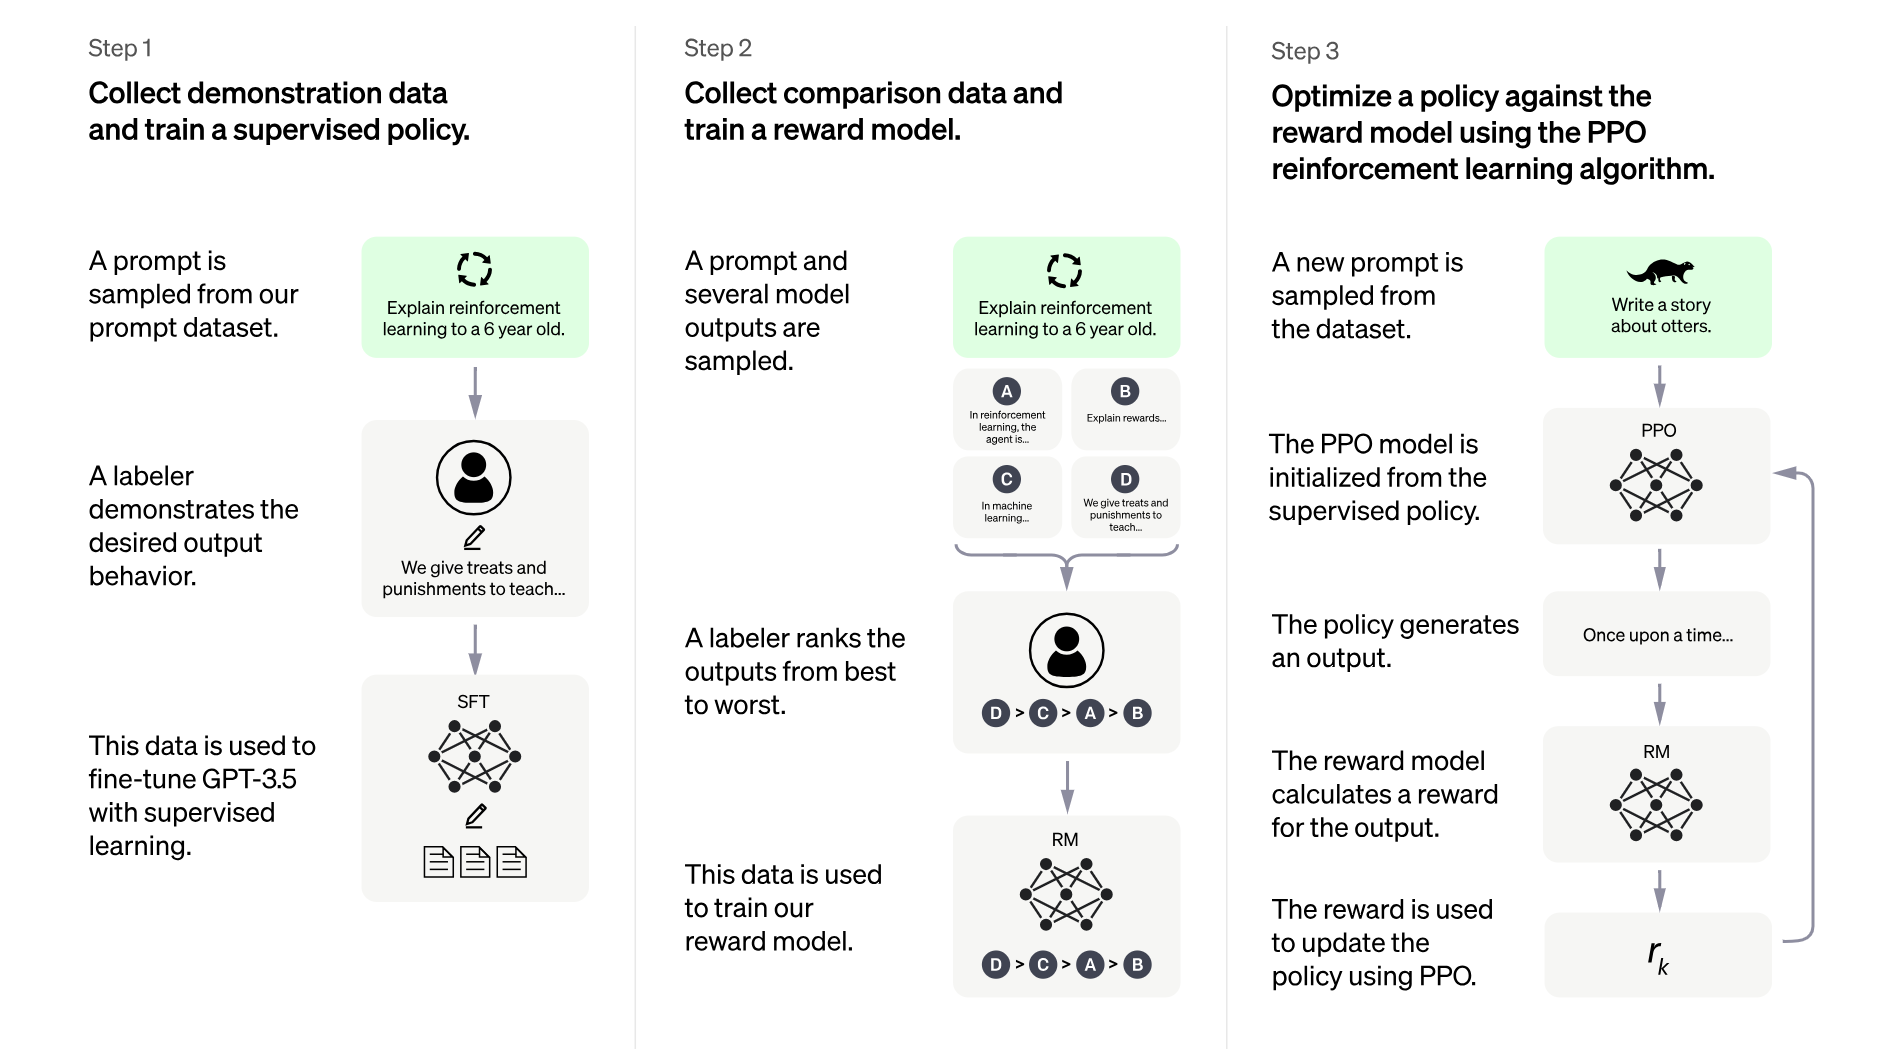 Step 1
Collect demonstration data
and train a supervised policy.
A prompt is
sampled from our
prompt dataset.
Explain reinforcement
learning to a 6 year old.
A labeler
demonstrates the
desired output
behavior.
We give treats and
punishments to teach...
This data is used to
fine-tune GPT-3.5
with supervised
learning.
SFT
Step 2
Collect comparison data and
train a reward model.
A prompt and
several model
outputs are
sampled.
Explain reinforcement
learning to a 6 year old.
A
In reinforcement
learning, the
agent is...
B
Explain rewards...
C
In machine
learning...
D
We give treats and
punishments to
teach...
A labeler ranks the
outputs from best
to worst.
D > C > A > B
This data is used
to train our
reward model.
RM
D > C > A > B
Step 3
Optimize a policy against the
reward model using the PPO
reinforcement learning algorithm.
A new prompt is
sampled from
the dataset.
Write a story
about otters.
The PPO model is
initialized from the
supervised policy.
PPO
The policy generates
an output.
Once upon a time...
The reward model
calculates a reward
for the output.
RM
The reward is used
to update the
policy using PPO.
r_k